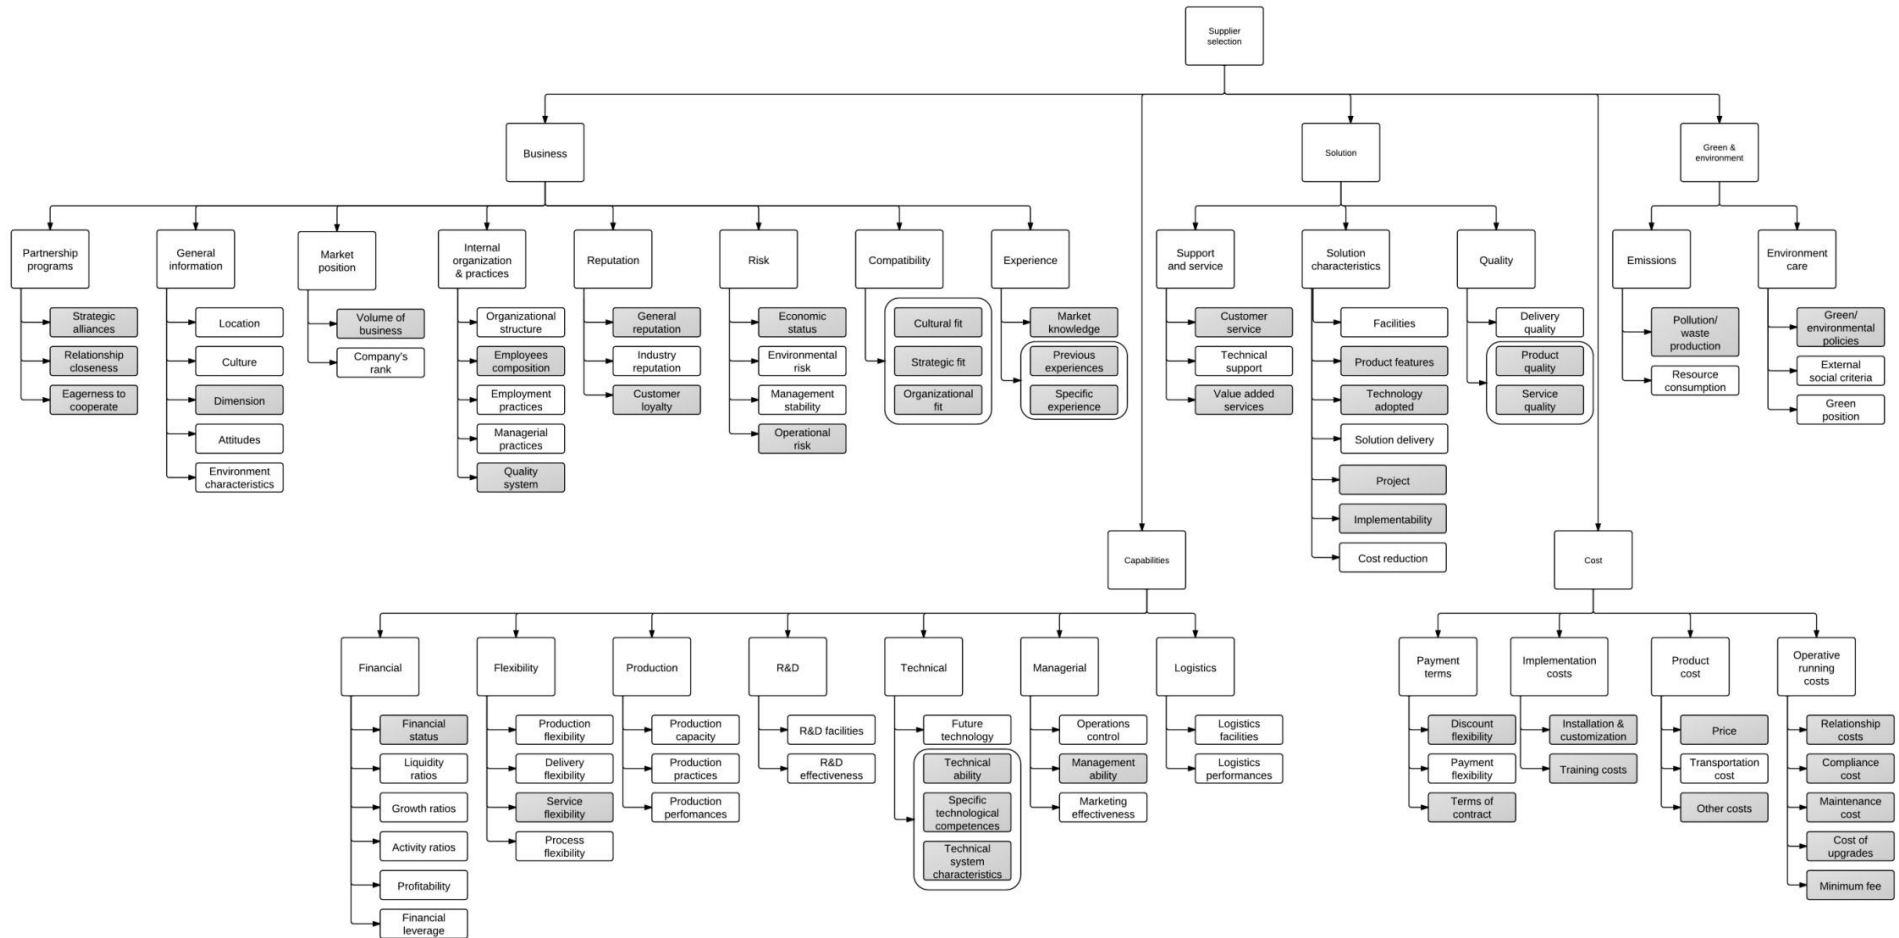 Supplier
selection
Business
Solution
Green &
environment
Partnership
programs
General
information
Market
position
Internal
organization
& practices
Reputation
Risk
Compatibility
Experience
Support
and service
Solution
characteristics
Quality
Emissions
Environment
care
Strategic
alliances
Relationship
closeness
Eagerness to
cooperate
Location
Culture
Dimension
Attitudes
Environment
characteristics
Volume of
business
Company's
rank
Organizational
structure
Employees
composition
Employment
practices
Managerial
practices
Quality
system
General
reputation
Industry
reputation
Customer
loyalty
Economic
status
Environmental
risk
Management
stability
Operational
risk
Cultural fit
Strategic fit
Organizational
fit
Market
knowledge
Previous
experiences
Specific
experience
Customer
service
Technical
support
Value added
services
Facilities
Product features
Technology
adopted
Solution delivery
Project
Implementability
Cost reduction
Delivery
quality
Product
quality
Service
quality
Pollution/
waste
production
Resource
consumption
Green/
environmental
policies
External
social criteria
Green
position
Capabilities
Cost
Financial
Flexibility
Production
R&D
Technical
Managerial
Logistics
Payment
terms
Implementation
costs
Product
cost
Operative
running
costs
Financial
status
Liquidity
ratios
Growth ratios
Activity ratios
Profitability
Financial
leverage
Production
flexibility
Delivery
flexibility
Service
flexibility
Process
flexibility
Production
capacity
Production
practices
Production
perfomances
R&D facilities
R&D
effectiveness
Future
technology
Technical
ability
Specific
technological
competences
Technical
system
characteristics
Operations
control
Management
ability
Marketing
effectiveness
Logistics
facilities
Logistics
performances
Discount
flexibility
Payment
flexibility
Terms of
contract
Installation &
customization
Training costs
Price
Transportation
cost
Other costs
Relationship
costs
Compliance
cost
Maintenance
cost
Cost of
upgrades
Minimum fee